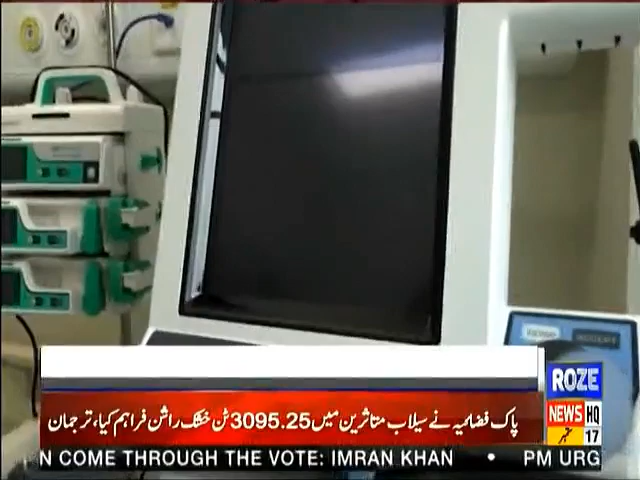 ROZE
NEWS HQ
ستمبر 17
پاک فضائیہ نے سیلاب متاثرین میں 3095.25 ٹن خشک راشن فراہم کیا، ترجمان
N COME THROUGH THE VOTE: IMRAN KHAN • PM URG